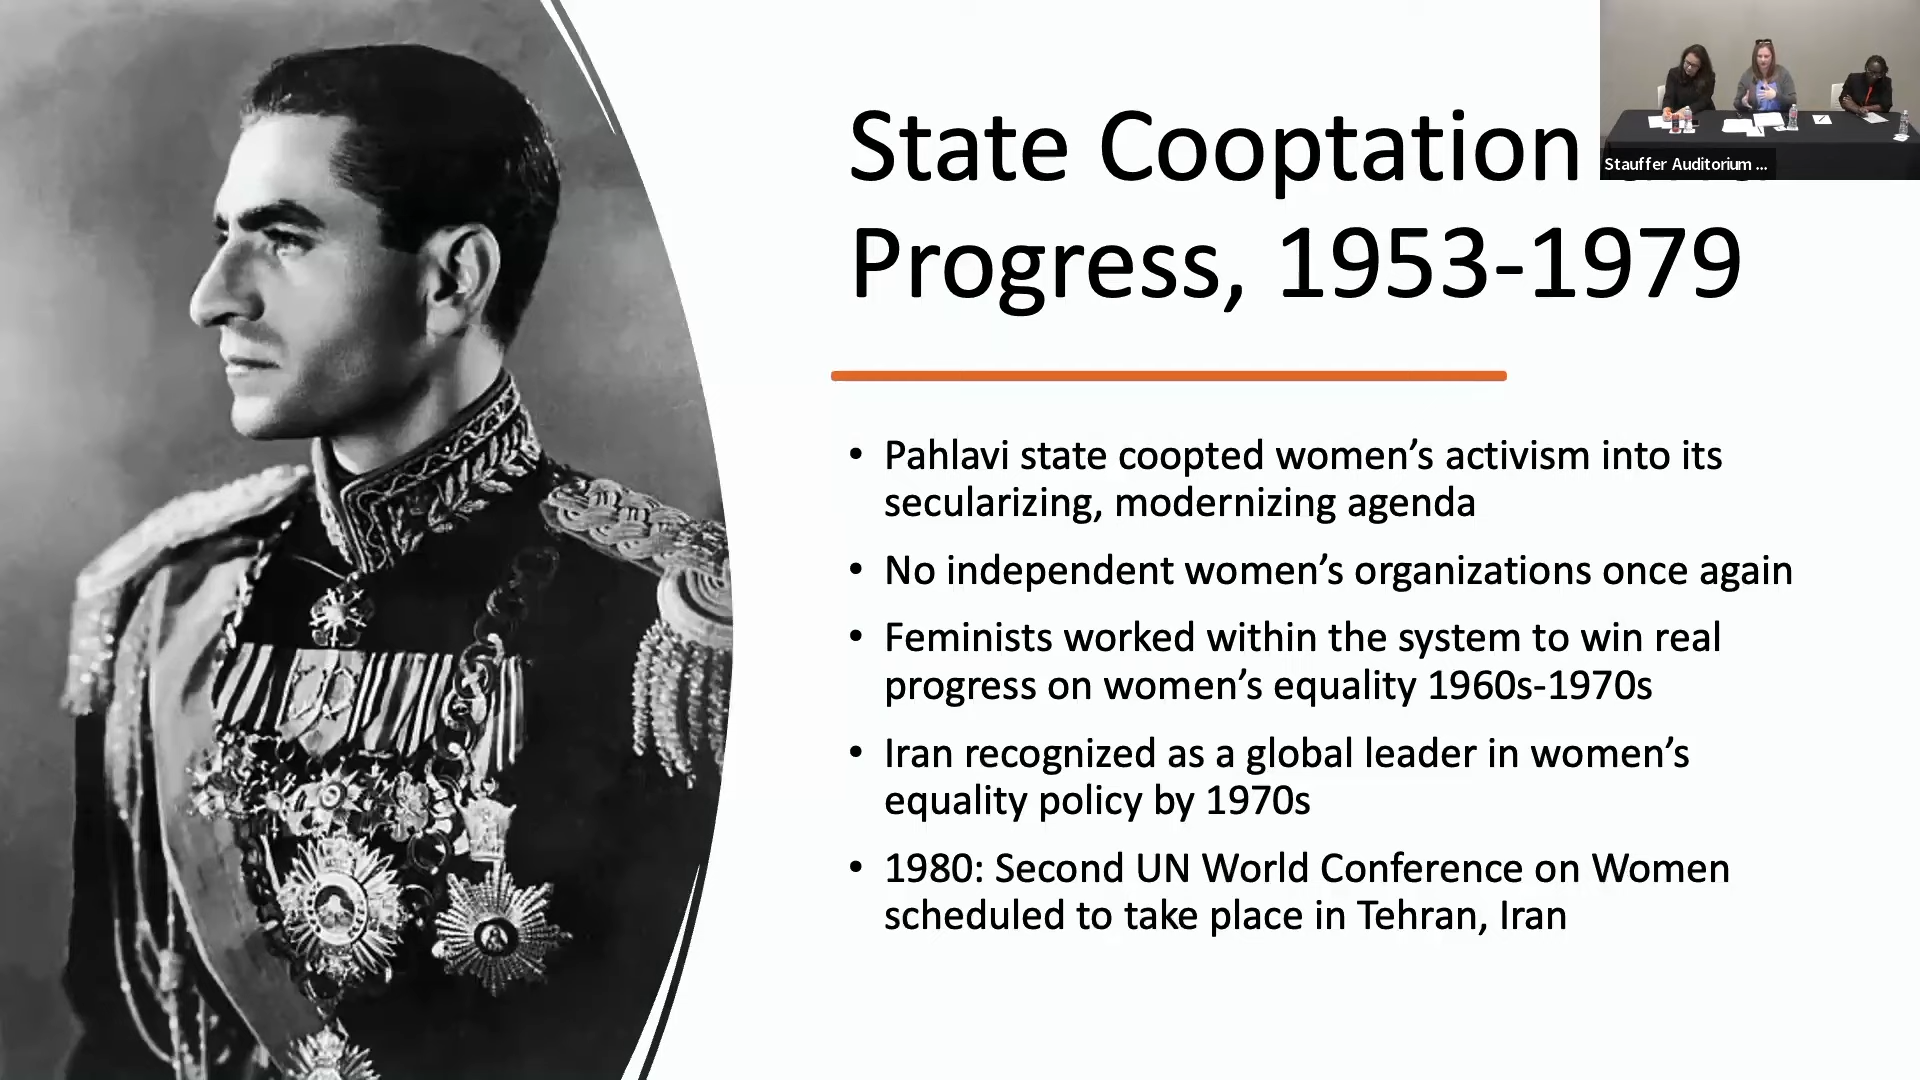 State Cooptation
Progress, 1953-1979
• Pahlavi state coopted women’s activism into its
secularizing, modernizing agenda
• No independent women’s organizations once again
• Feminists worked within the system to win real
progress on women’s equality 1960s-1970s
• Iran recognized as a global leader in women’s
equality policy by 1970s
• 1980: Second UN World Conference on Women
scheduled to take place in Tehran, Iran
Stauffer Auditorium ...